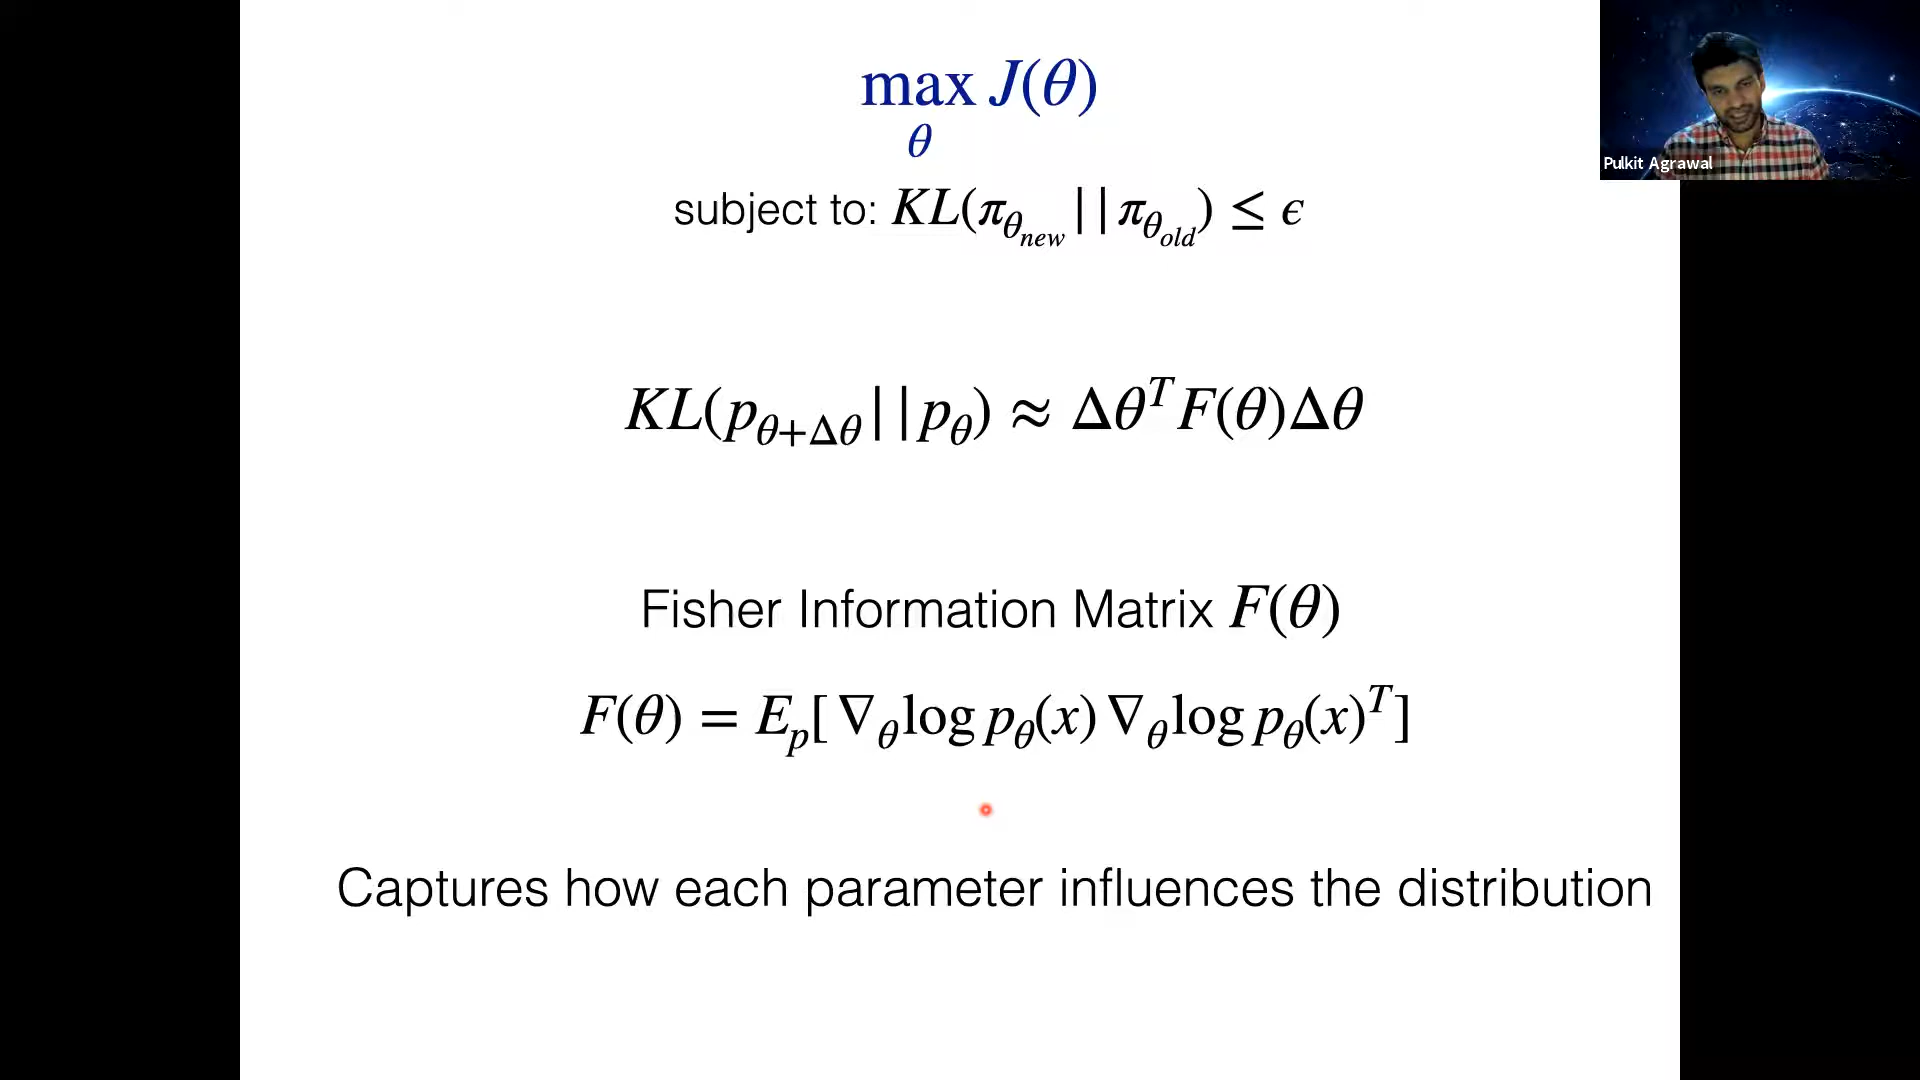 max J(θ)
θ
subject to: KL(π_θ_new || π_θ_old) ≤ ϵ
KL(p_θ+Δθ || p_θ) ≈ Δθ^T F(θ)Δθ
Fisher Information Matrix F(θ)
F(θ) = E_p[ ∇_θ log p_θ(x) ∇_θ log p_θ(x)^T ]
Captures how each parameter influences the distribution
Pulkit Agrawal